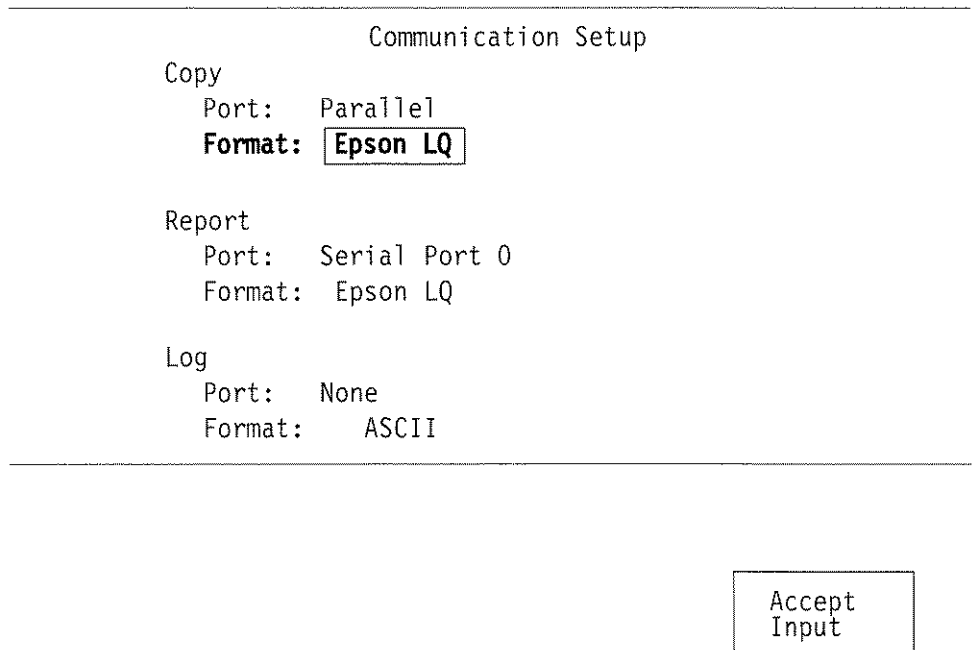 Communication Setup
Copy
Port: Parallel
Format: Epson LQ
Report
Port: Serial Port 0
Format: Epson LQ
Log
Port: None
Format: ASCII
Accept
Input